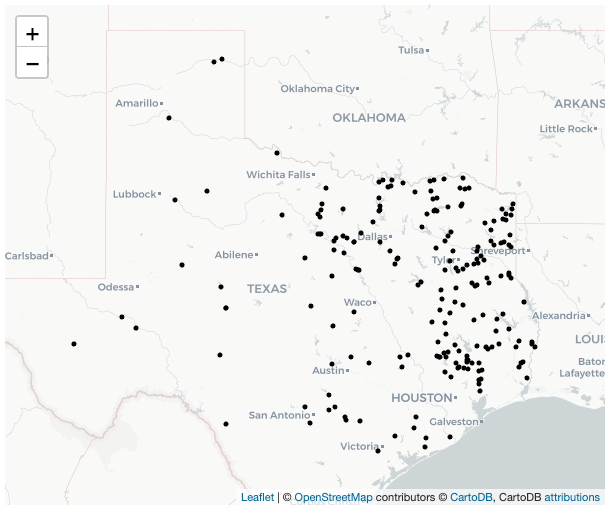 +
−
Tulsa
Oklahoma City
OKLAHOMA
ARKANS
Amarillo
Little Rock
Wichita Falls
Lubbock
Dallas
Shreveport
Carlsbad
Abilene
Tyler
Odessa
TEXAS
Waco
Alexandria
LOUI
Austin
Baton
Lafayette
HOUSTON
San Antonio
Galveston
Victoria
Leaflet | © OpenStreetMap contributors © CartoDB, CartoDB attributions